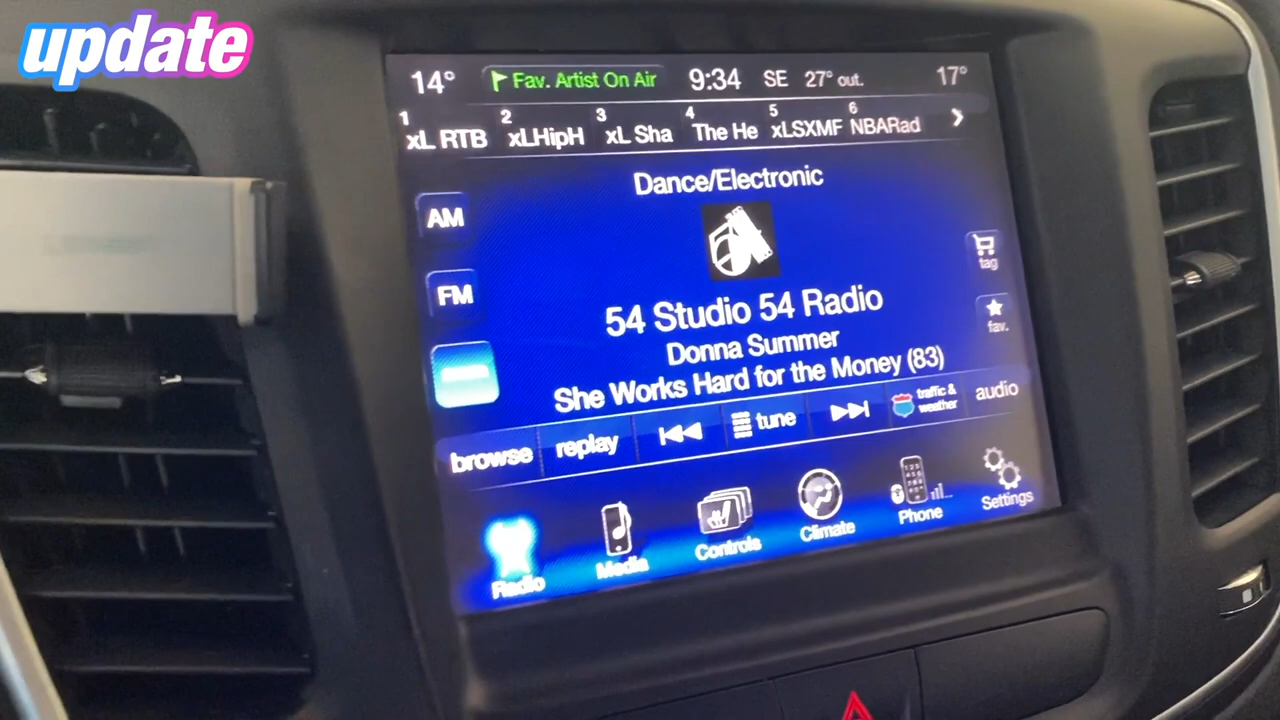 update
14° Fav. Artist On Air 9:34 SE 27° out. 17°
1 2 3 4 5 6
xL RTB xLHipH xL Sha The He xLSXMF NBARad
Dance/Electronic
AM
FM
tag
fav.
54 Studio 54 Radio
Donna Summer
She Works Hard for the Money (83)
browse replay tune traffic & weather audio
Radio Media Controls Climate Phone Settings